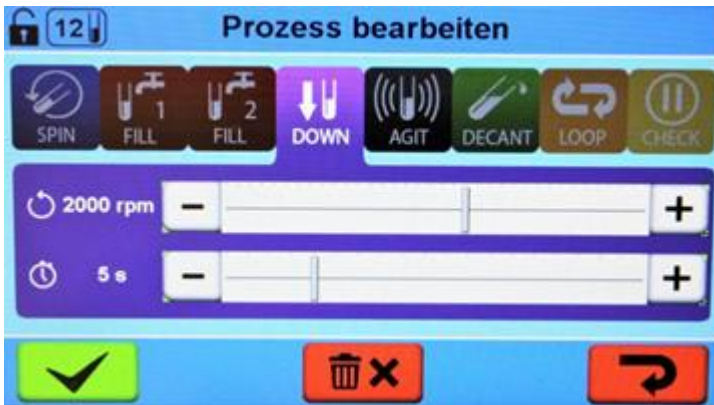 12
Prozess bearbeiten
SPIN
1
FILL
2
FILL
DOWN
AGIT
DECANT
LOOP
CHECK
2000 rpm
5 s